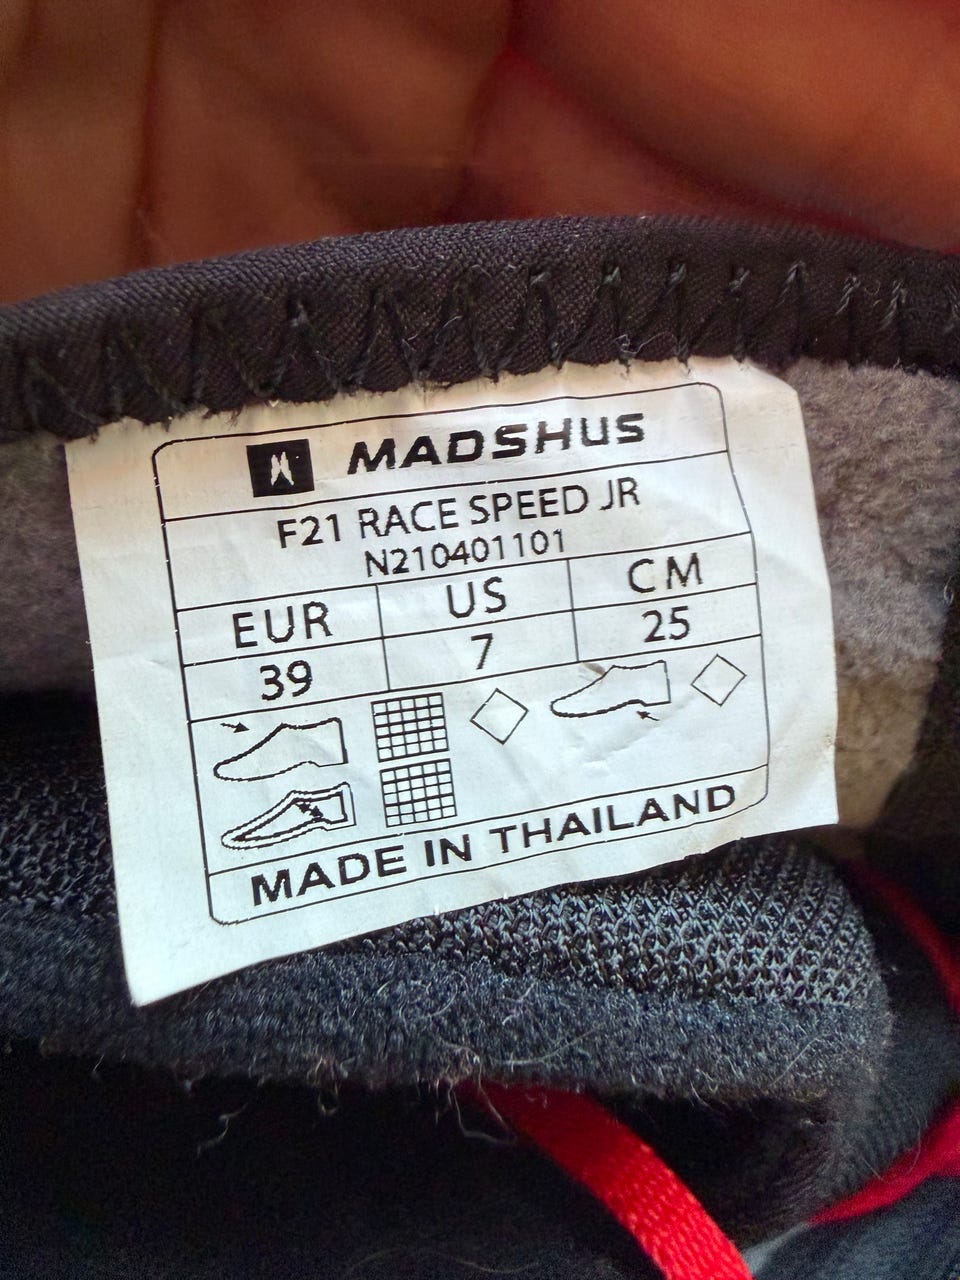 MADSHUS
F21 RACE SPEED JR
N210401101
EUR US CM
39 7 25
MADE IN THAILAND